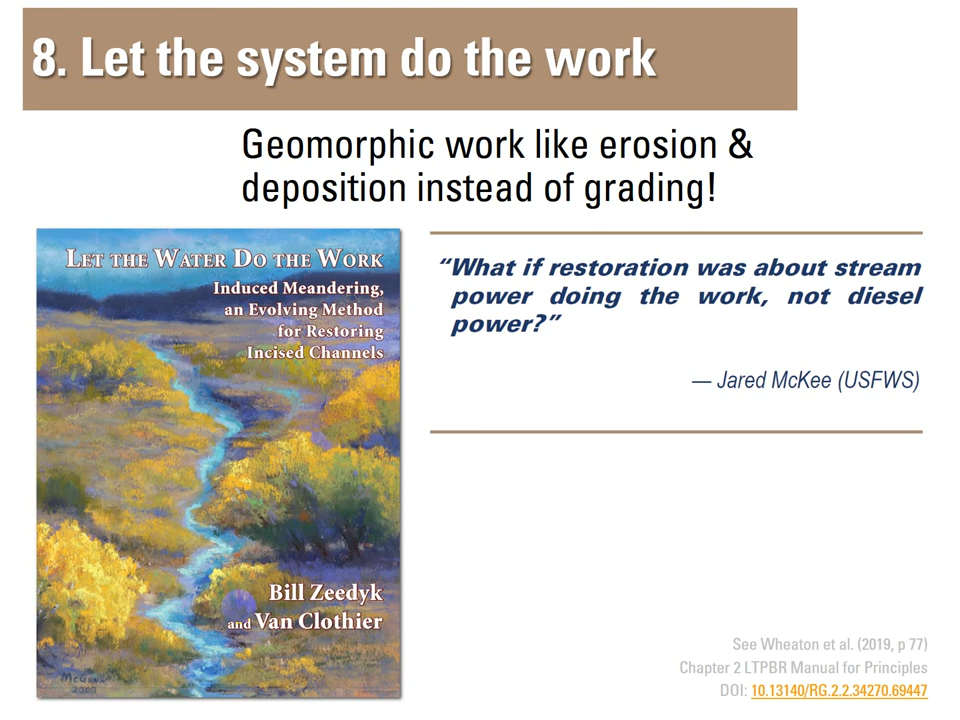 8. Let the system do the work
Geomorphic work like erosion &
deposition instead of grading!
LET THE WATER DO THE WORK
Induced Meandering,
an Evolving Method
for Restoring
Incised Channels
Bill Zeedyk
and Van Clothier
McGraw
2009
“What if restoration was about stream
power doing the work, not diesel
power?”
— Jared McKee (USFWS)
See Wheaton et al. (2019, p 77)
Chapter 2 LTPBR Manual for Principles
DOI: 10.13140/RG.2.2.34270.69447